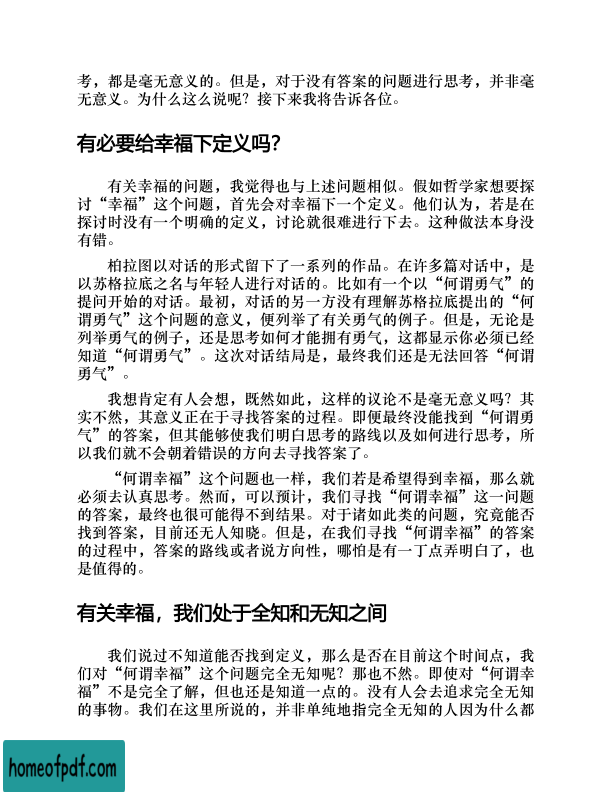 考，都是毫无意义的。但是，对于没有答案的问题进行思考，并非毫
无意义。为什么这么说呢？接下来我将告诉各位。
有必要给幸福下定义吗？
有关幸福的问题，我觉得也与上述问题相似。假如哲学家想要探
讨“幸福”这个问题，首先会对幸福下一个定义。他们认为，若是在
探讨时没有一个明确的定义，讨论就很难进行下去。这种做法本身没
有错。
柏拉图以对话的形式留下了一系列的作品。在许多篇对话中，是
以苏格拉底之名与年轻人进行对话的。比如有一个以“何谓勇气”的
提问开始的对话。最初，对话的另一方没有理解苏格拉底提出的“何
谓勇气”这个问题的意义，便列举了有关勇气的例子。但是，无论是
列举勇气的例子，还是思考如何才能拥有勇气，这都显示你必须已经
知道“何谓勇气”。这次对话结局是，最终我们还是无法回答“何谓
勇气”。
我想肯定有人会想，既然如此，这样的议论不是毫无意义吗？其
实不然，其意义正在于寻找答案的过程。即便最终没能找到“何谓勇
气”的答案，但其能够使我们明白思考的路线以及如何进行思考，所
以我们就不会朝着错误的方向去寻找答案了。
“何谓幸福”这个问题也一样，我们若是希望得到幸福，那么就
必须去认真思考。然而，可以预计，我们寻找“何谓幸福”这一问题
的答案，最终也很可能得不到结果。对于诸如此类的问题，究竟能否
找到答案，目前还无人知晓。但是，在我们寻找“何谓幸福”的答案
的过程中，答案的路线或者说方向性，哪怕是有一丁点弄明白了，也
是值得的。
有关幸福，我们处于全知和无知之间
我们说过不知道能否找到定义，那么是否在目前这个时间点，我
们对“何谓幸福”这个问题完全无知呢？那也不然。即使对“何谓幸
福”不是完全了解，但也还是知道一点的。没有人会去追求完全无知
的事物。我们在这里所说的，并非单纯地指完全无知的人因为什么都
homeofpdf.com